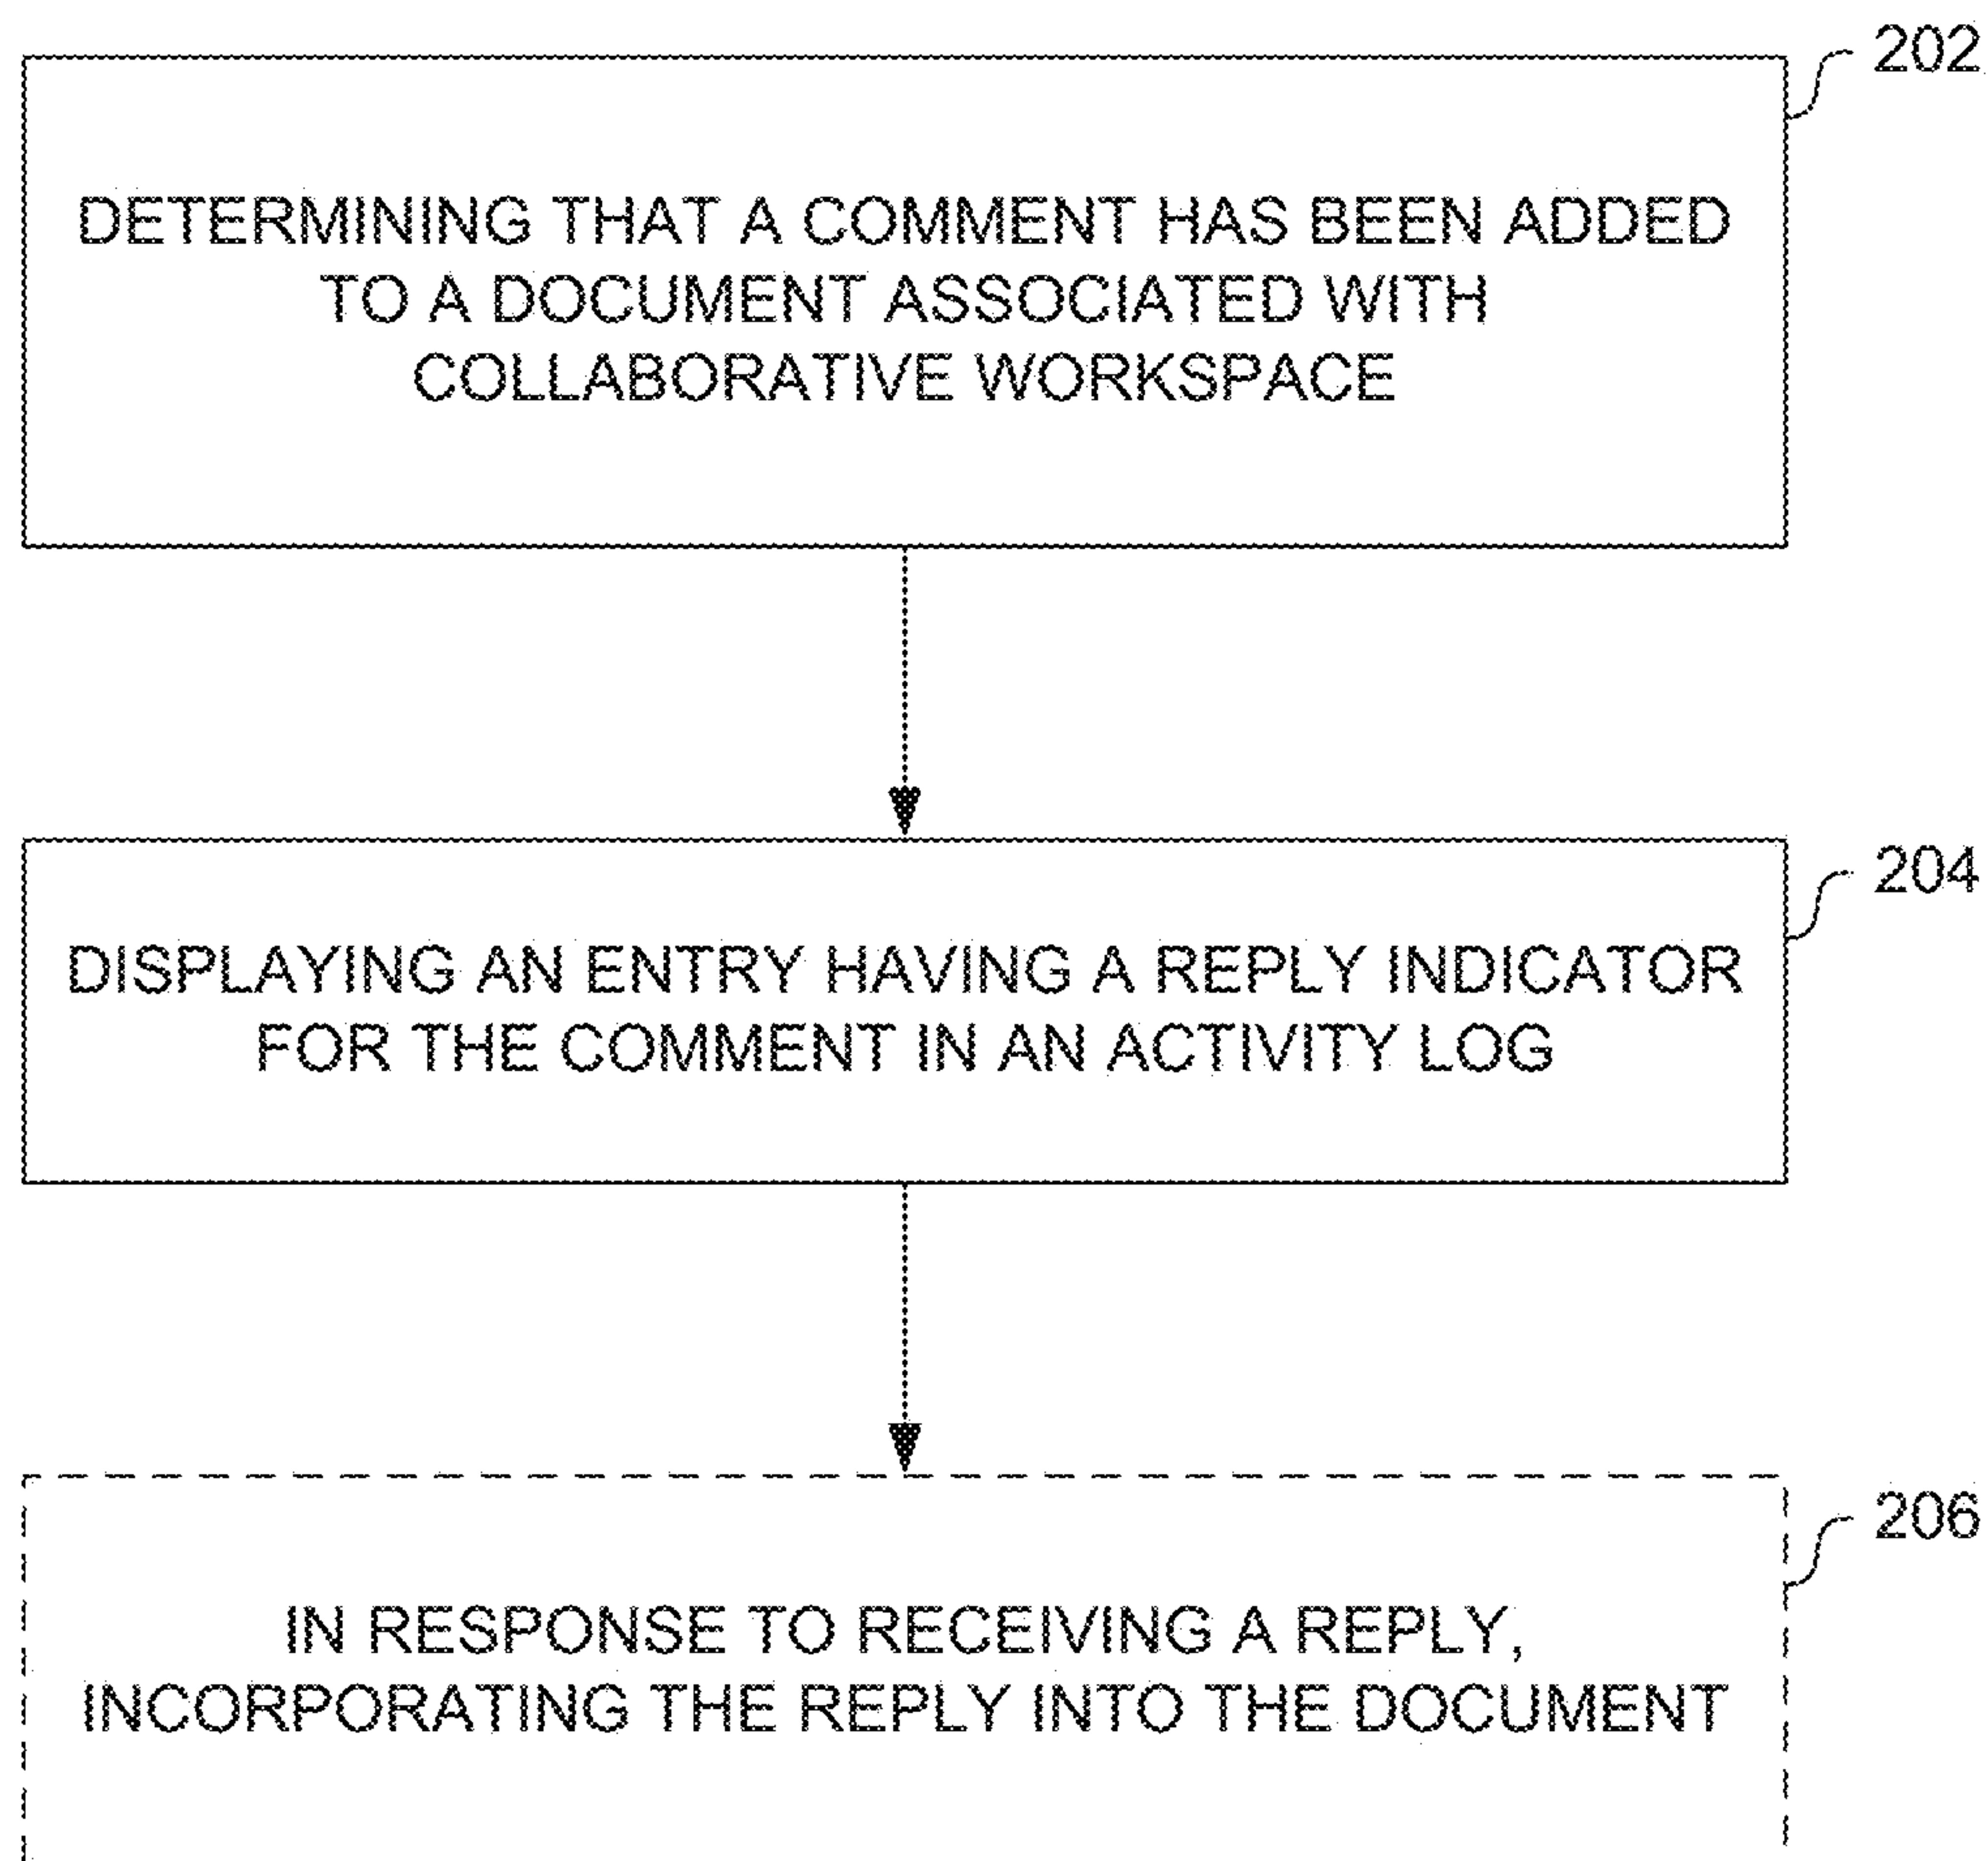 202
DETERMINING THAT A COMMENT HAS BEEN ADDED
TO A DOCUMENT ASSOCIATED WITH
COLLABORATIVE WORKSPACE
204
DISPLAYING AN ENTRY HAVING A REPLY INDICATOR
FOR THE COMMENT IN AN ACTIVITY LOG
206
IN RESPONSE TO RECEIVING A REPLY,
INCORPORATING THE REPLY INTO THE DOCUMENT